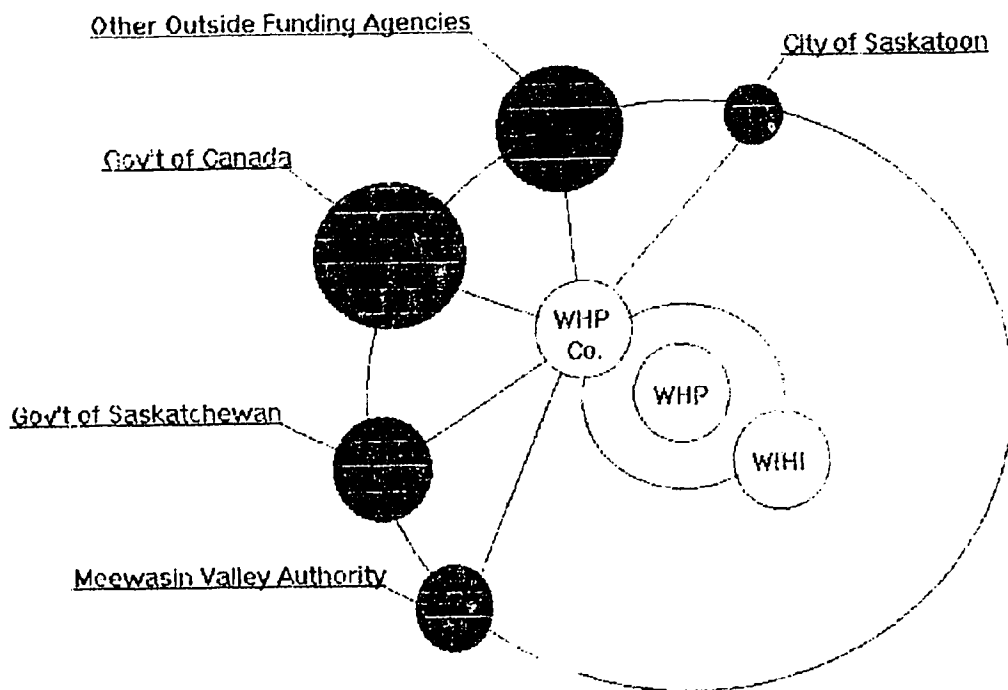 Other Outside Funding Agencies
City of Saskatoon
Gov't of Canada
WHP
Co.
WHP
Gov't of Saskatchewan
WIHI
Meewasin Valley Authority